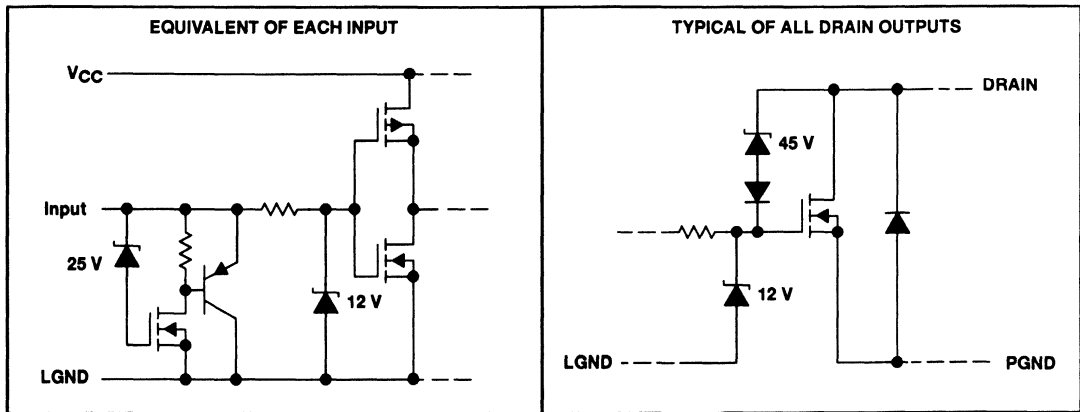 EQUIVALENT OF EACH INPUT
VCC
Input
25 V
12 V
LGND
TYPICAL OF ALL DRAIN OUTPUTS
DRAIN
45 V
12 V
LGND
PGND